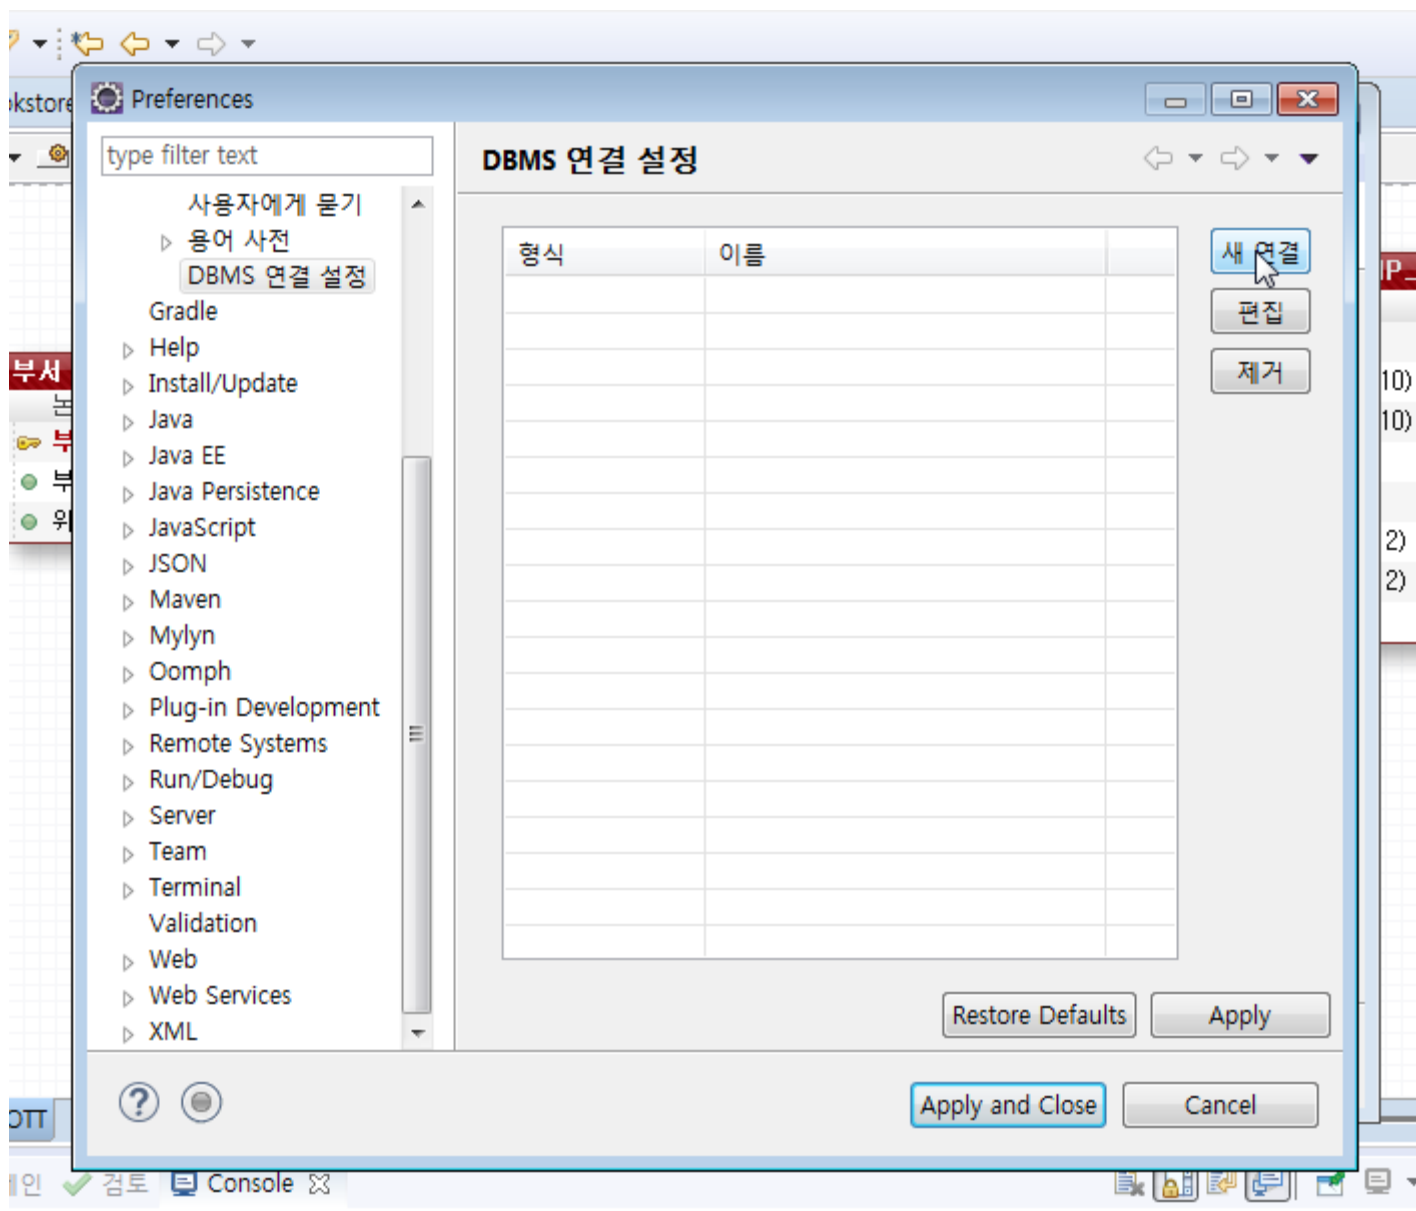 Preferences
type filter text
사용자에게 묻기
용어 사전
DBMS 연결 설정
Gradle
Help
Install/Update
Java
Java EE
Java Persistence
JavaScript
JSON
Maven
Mylyn
Oomph
Plug-in Development
Remote Systems
Run/Debug
Server
Team
Terminal
Validation
Web
Web Services
XML
DBMS 연결 설정
형식 이름
새 연결
편집
제거
Restore Defaults Apply
Apply and Close Cancel
부서
10)
10)
2)
2)
검토 Console